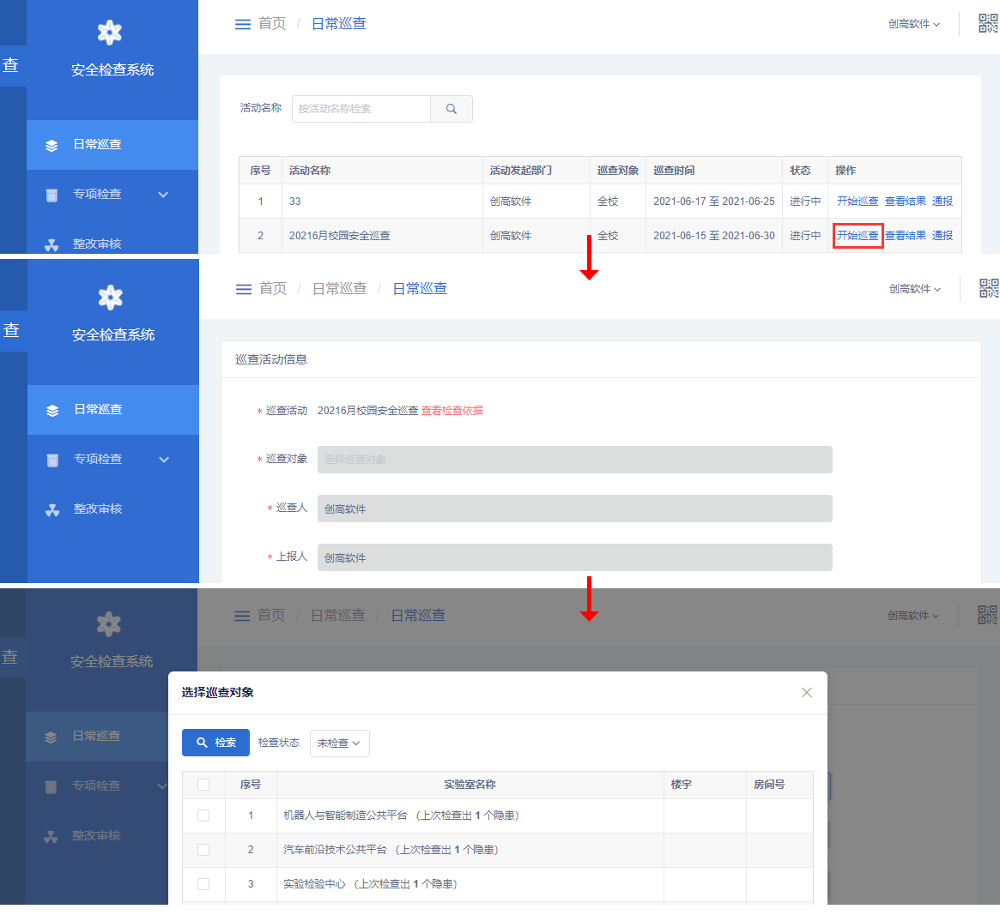 首页 / 日常巡查
创高软件
查
安全检查系统
日常巡查
专项检查
整改审核
活动名称 按活动名称检索
序号 活动名称 活动发起部门 巡查对象 巡查时间 状态 操作
1 33 创高软件 全校 2021-06-17 至 2021-06-25 进行中 开始巡查 查看结果 通报
2 20216月校园安全巡查 创高软件 全校 2021-06-15 至 2021-06-30 进行中 开始巡查 查看结果 通报
首页 / 日常巡查 / 日常巡查
创高软件
查
安全检查系统
日常巡查
专项检查
整改审核
巡查活动信息
* 巡查活动 20216月校园安全巡查 查看检查依据
* 巡查对象 选择巡查对象
* 巡查人 创高软件
* 上报人 创高软件
首页 / 日常巡查 / 日常巡查
创高软件
查
安全检查系统
日常巡查
专项检查
整改审核
选择巡查对象
检索 检查状态 未检查
序号 实验室名称 楼宇 房间号
1 机器人与智能制造公共平台 （上次检查出 1 个隐患）
2 汽车前沿技术公共平台 （上次检查出 1 个隐患）
3 实验检验中心 （上次检查出 1 个隐患）